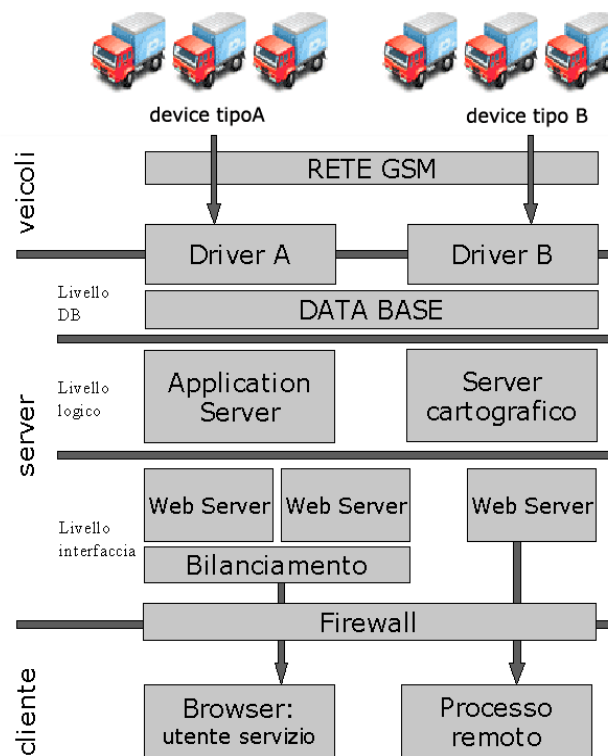 device tipoA
device tipo B
veicoli
RETE GSM
Driver A
Driver B
Livello
DB
DATA BASE
server
Livello
logico
Application
Server
Server
cartografico
Web Server
Web Server
Web Server
Livello
interfaccia
Bilanciamento
Firewall
cliente
Browser:
utente servizio
Processo
remoto